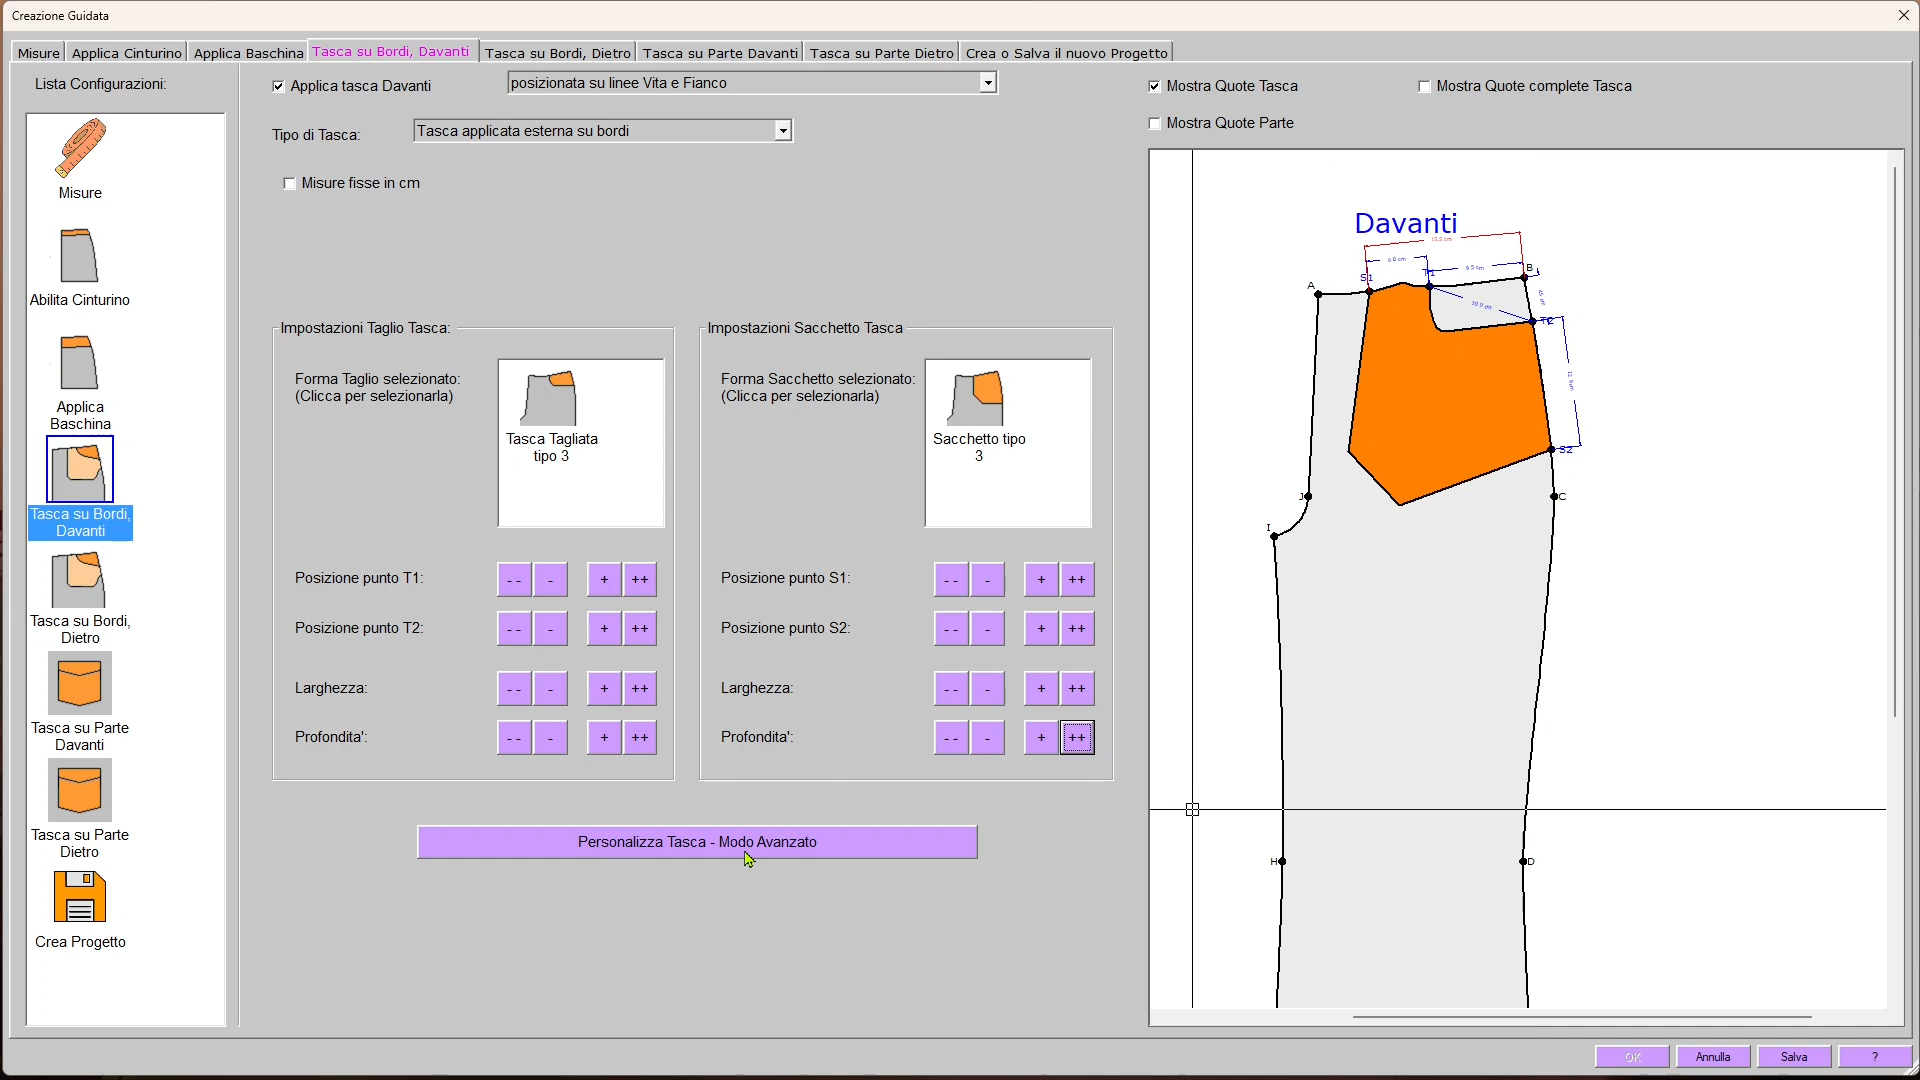 Creazione Guidata
Misure
Applica Cinturino
Applica Baschina
Tasca su Bordi, Davanti
Tasca su Bordi, Dietro
Tasca su Parte Davanti
Tasca su Parte Dietro
Crea o Salva il nuovo Progetto
Lista Configurazioni:
Misure
Abilita Cinturino
Applica
Baschina
Tasca su Bordi,
Davanti
Tasca su Bordi,
Dietro
Tasca su Parte
Davanti
Tasca su Parte
Dietro
Crea Progetto
Applica tasca Davanti
posizionata su linee Vita e Fianco
Tipo di Tasca:
Tasca applicata esterna su bordi
Misure fisse in cm
Impostazioni Taglio Tasca:
Forma Taglio selezionato:
(Clicca per selezionarla)
Tasca Tagliata
tipo 3
Posizione punto T1:
- - - + ++
Posizione punto T2:
- - - + ++
Larghezza:
- - - + ++
Profondita':
- - - + ++
Impostazioni Sacchetto Tasca
Forma Sacchetto selezionato:
(Clicca per selezionarla)
Sacchetto tipo
3
Posizione punto S1:
- - - + ++
Posizione punto S2:
- - - + ++
Larghezza:
- - - + ++
Profondita':
- - - + ++
Personalizza Tasca - Modo Avanzato
Mostra Quote Tasca
Mostra Quote complete Tasca
Mostra Quote Parte
Davanti
A
S1
T1
B
T2
S2
J
C
I
H
D
OK
Annulla
Salva
?